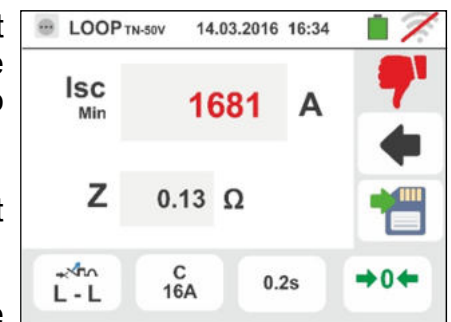 t
e
o
t
e
LOOP TN-50V 14.03.2016 16:34
Isc 1681 A
Min
Z 0.13 Ω
L - L
C
16A
0.2s
→0←